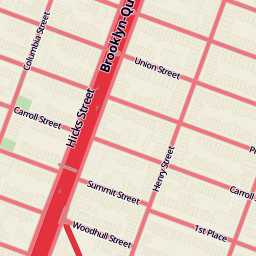 Columbia Street
Hicks Street
Brooklyn-Qu
Union Street
Carroll Street
Henry Street
Summit Street
Woodhull Street
1st Place
Carroll S
P